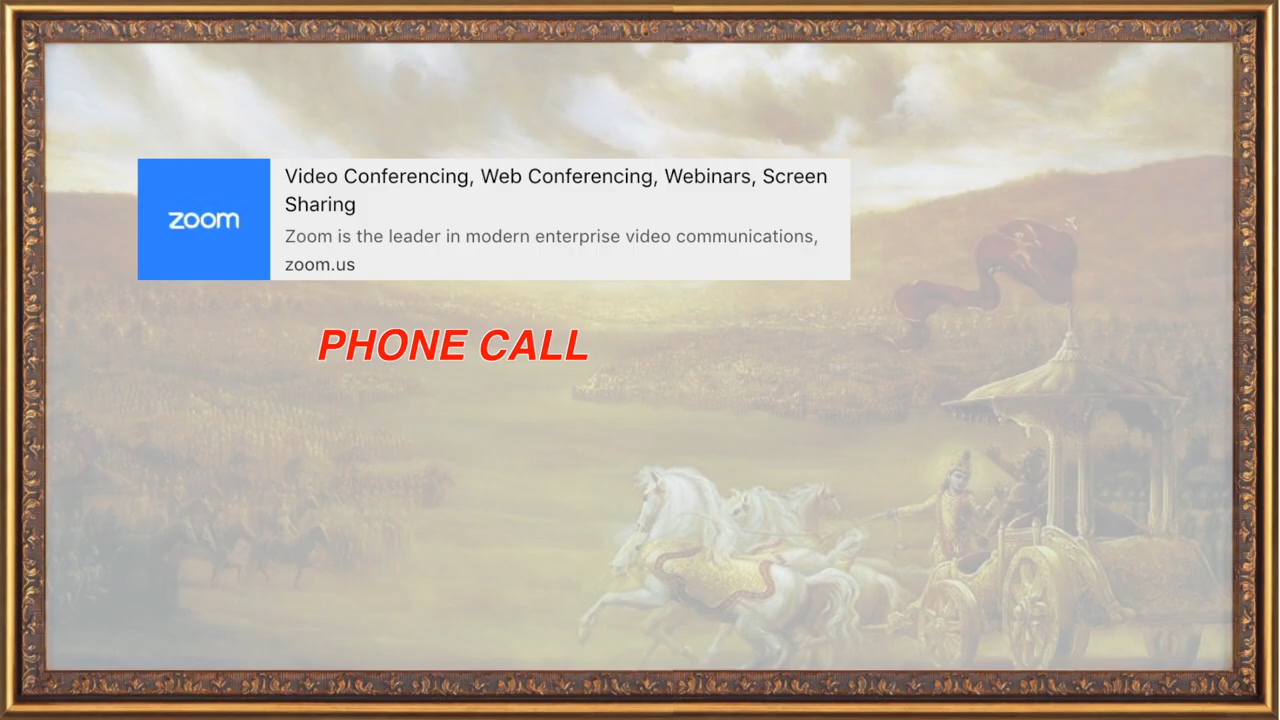 zoom
Video Conferencing, Web Conferencing, Webinars, Screen
Sharing
Zoom is the leader in modern enterprise video communications,
zoom.us
PHONE CALL